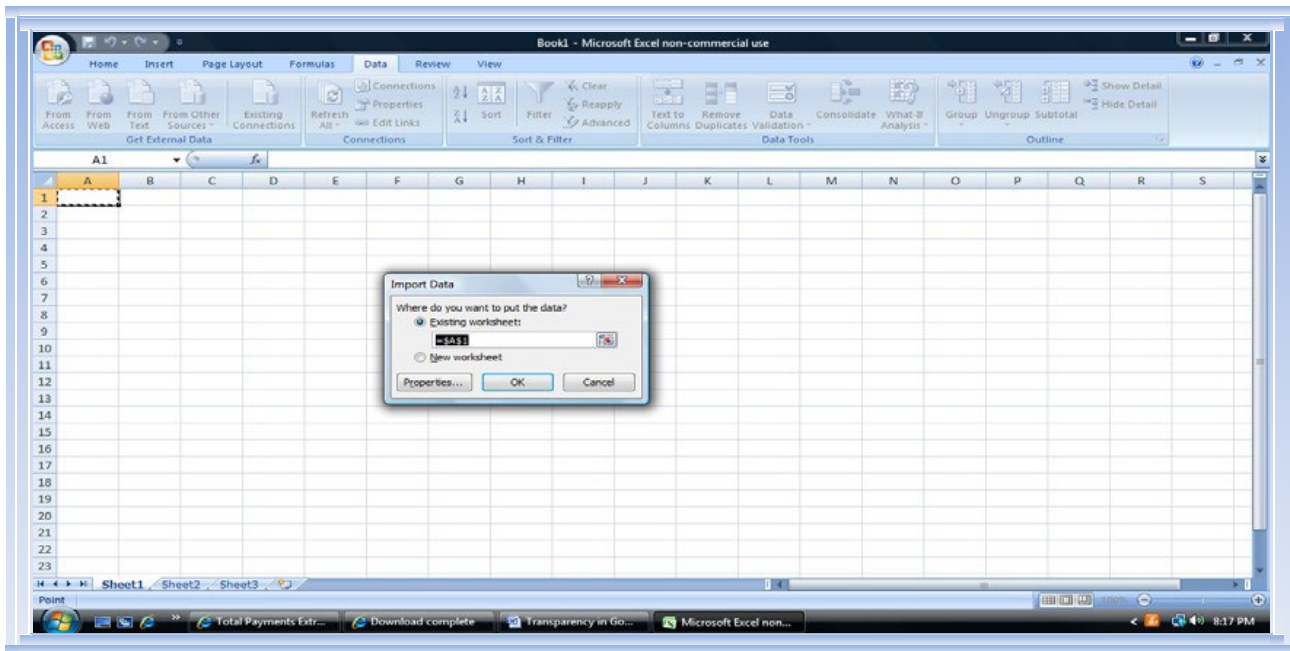 Book1 - Microsoft Excel non-commercial use
Home Insert Page Layout Formulas Data Review View
From Access
From Web
From Text
From Other Sources
Existing Connections
Get External Data
Refresh All
Connections
Properties
Edit Links
Connections
Sort
Filter
Clear
Reapply
Advanced
Sort & Filter
Text to Columns
Remove Duplicates
Data Validation
Consolidate
What-If Analysis
Data Tools
Group
Ungroup
Subtotal
Show Detail
Hide Detail
Outline
A1 fx
A B C D E F G H I J K L M N O P Q R S
1
2
3
4
5
6
7
8
9
10
11
12
13
14
15
16
17
18
19
20
21
22
23
Import Data
Where do you want to put the data?
Existing worksheet:
=$A$1
New worksheet
Properties... OK Cancel
Sheet1 Sheet2 Sheet3
Point 100%
Total Payments Extr... Download complete Transparency in Go... Microsoft Excel non... 8:17 PM